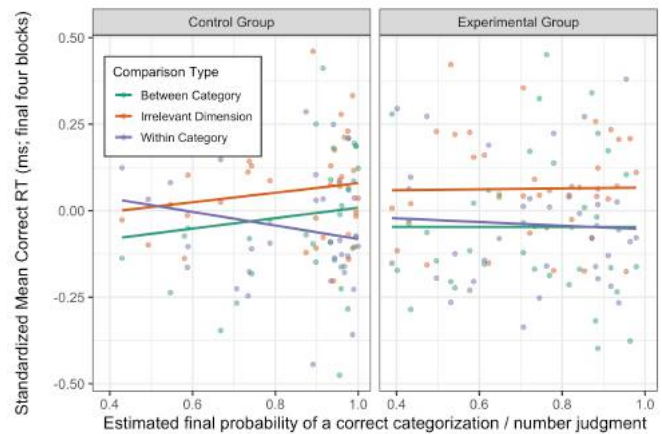 Control Group
Experimental Group
Standardized Mean Correct RT (ms; final four blocks)
0.50
0.25
0.00
-0.25
-0.50
Comparison Type
Between Category
Irrelevant Dimension
Within Category
0.4 0.6 0.8 1.0
0.4 0.6 0.8 1.0
Estimated final probability of a correct categorization / number judgment